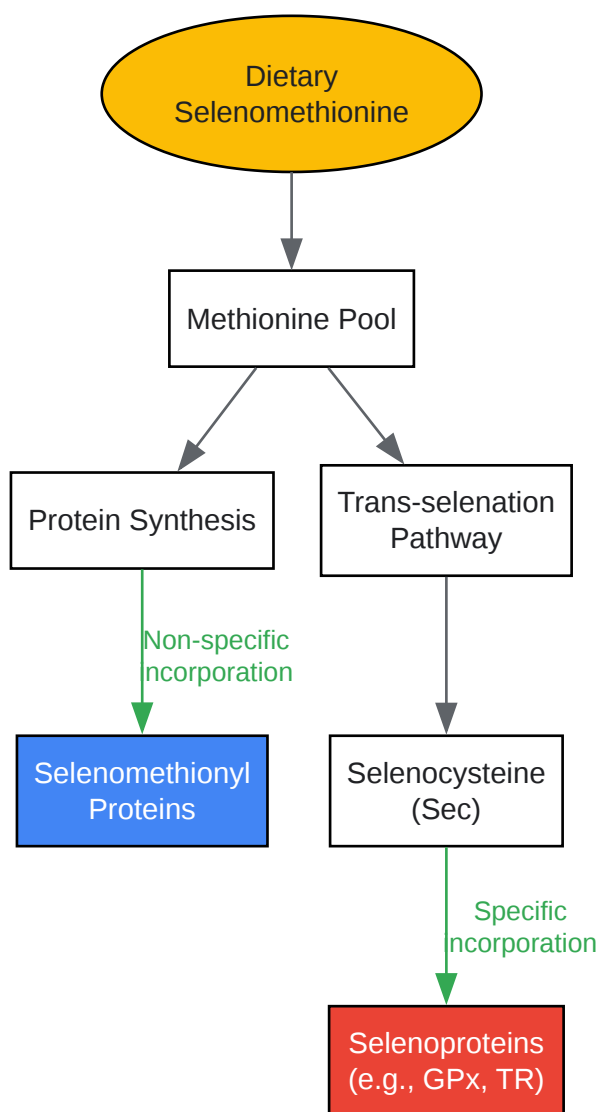 Dietary
Selenomethionine
Methionine Pool
Protein Synthesis
Trans-selenation
Pathway
Non-specific
incorporation
Selenomethionyl
Proteins
Selenocysteine
(Sec)
Specific
incorporation
Selenoproteins
(e.g., GPx, TR)